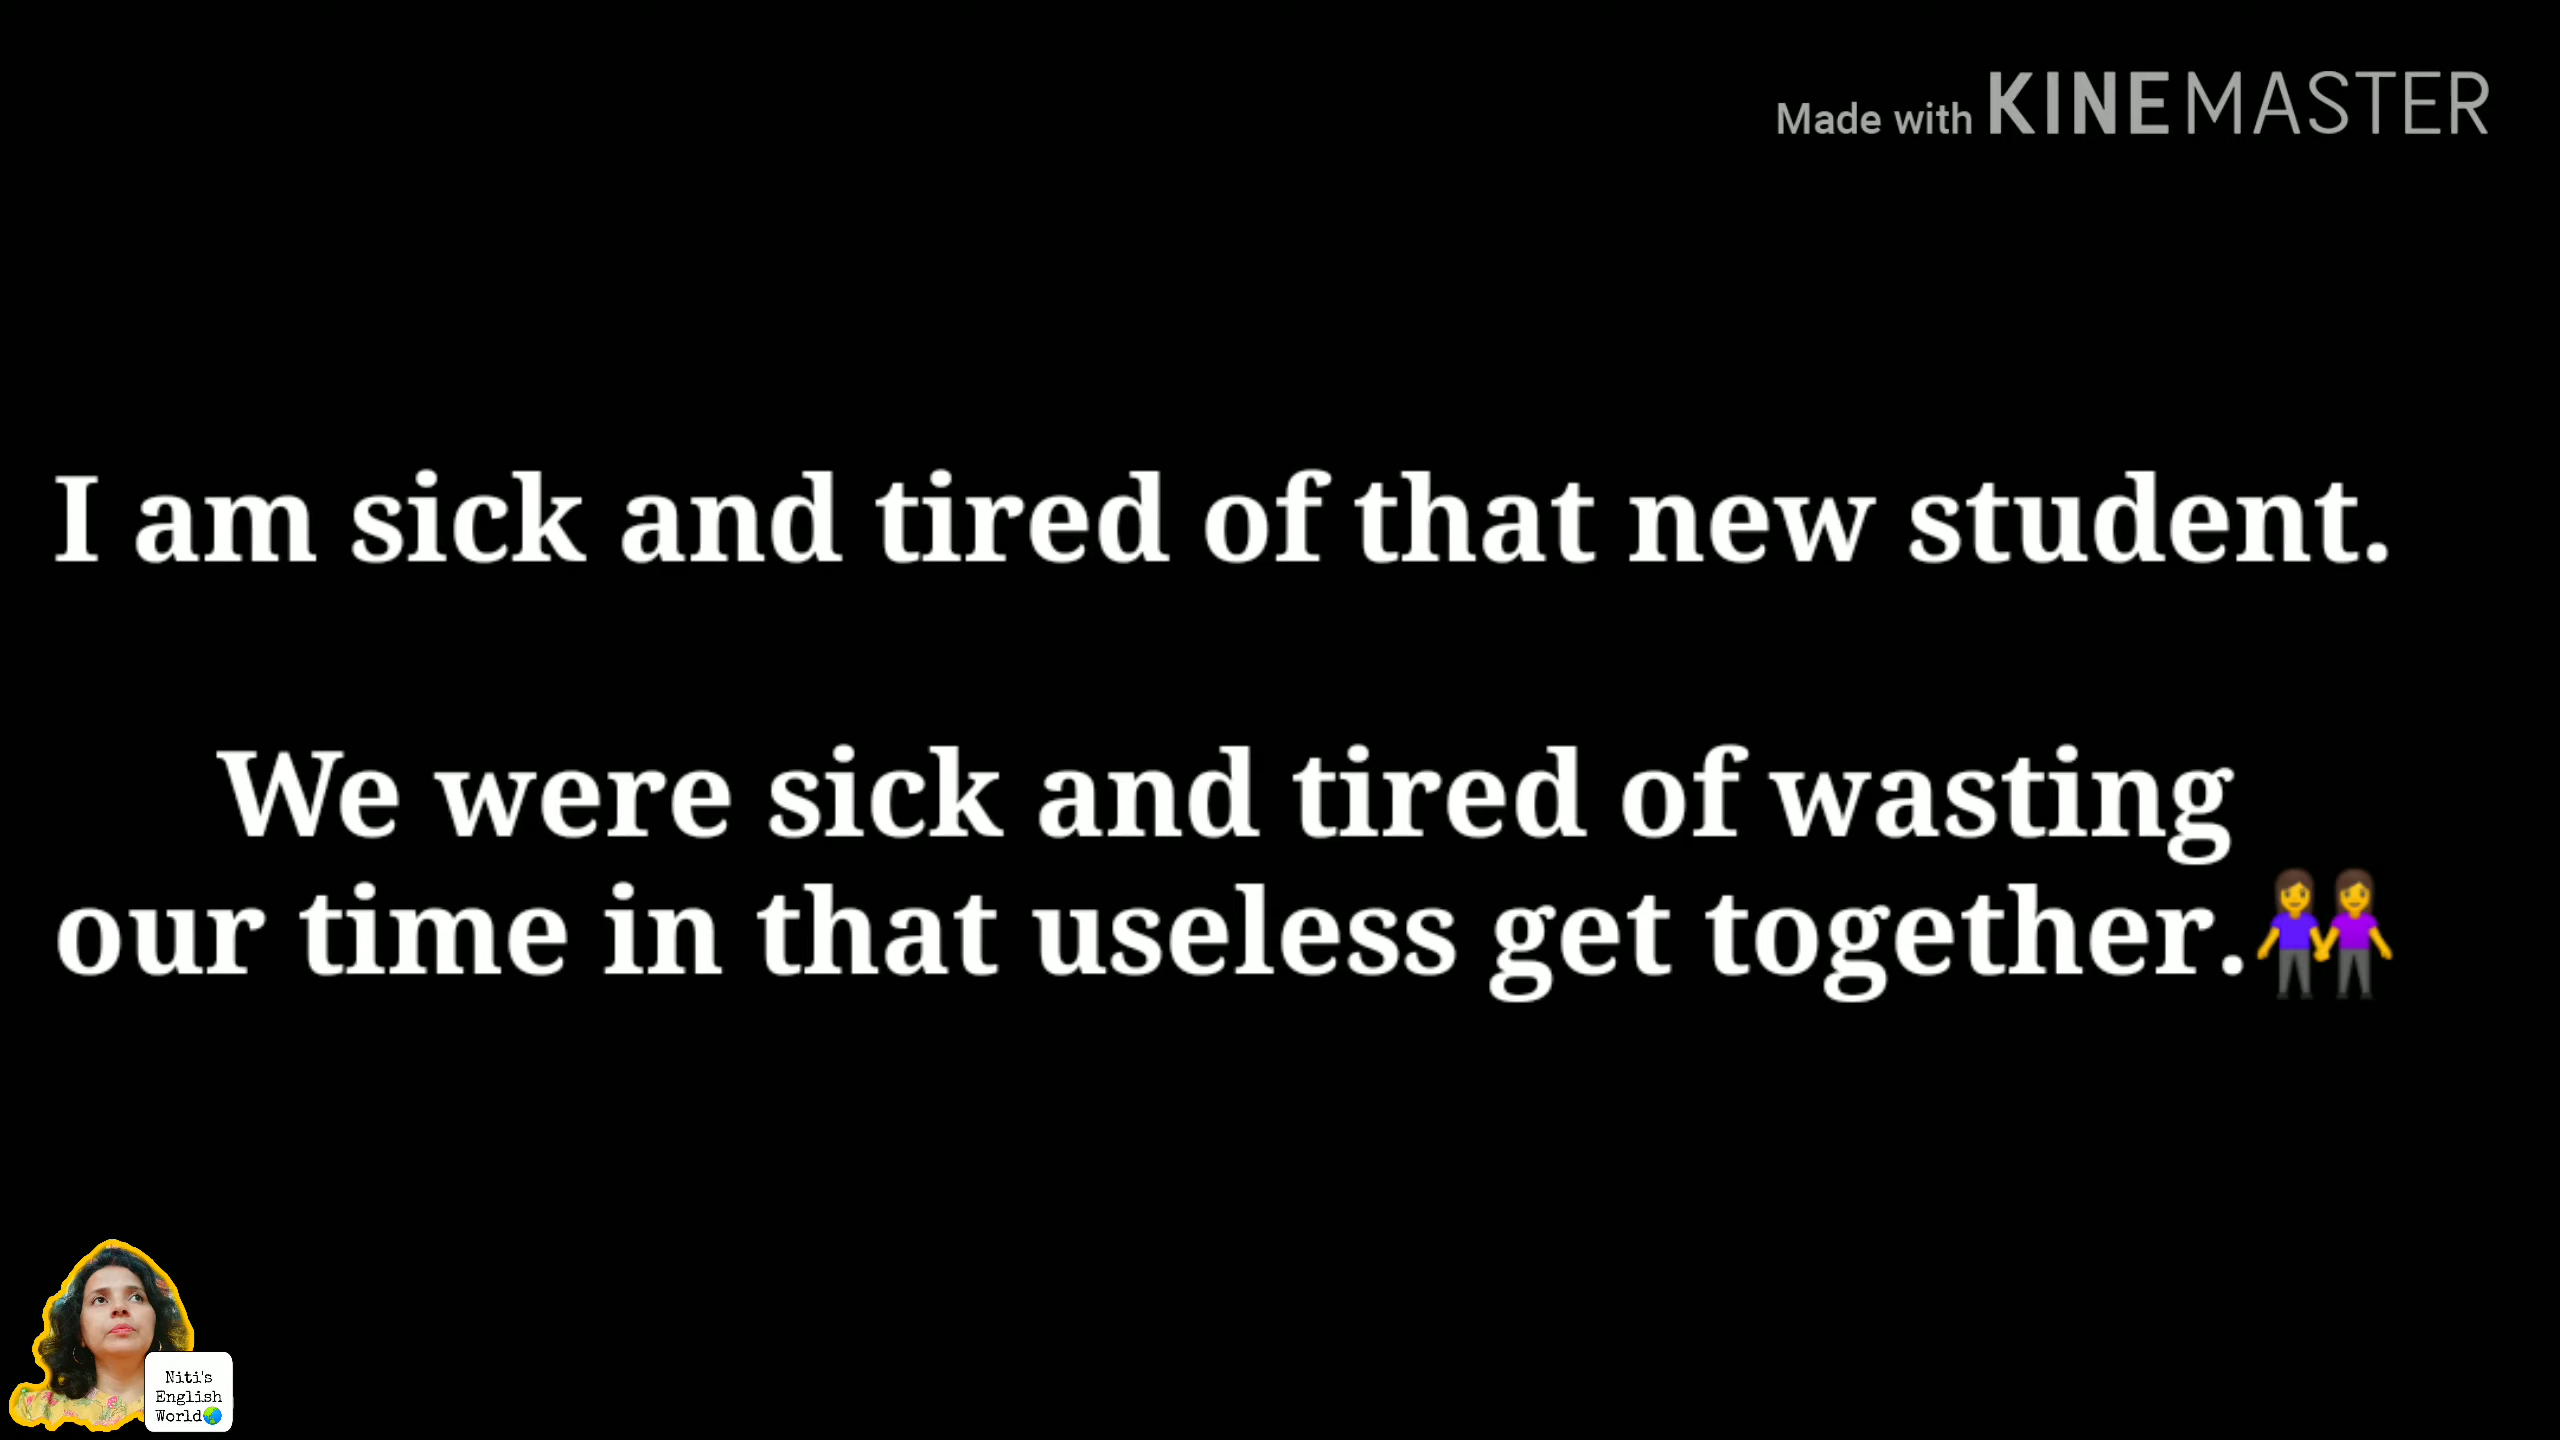 Made with KINEMASTER
I am sick and tired of that new student.
We were sick and tired of wasting
our time in that useless get together.👭
Niti's
English
World🌏